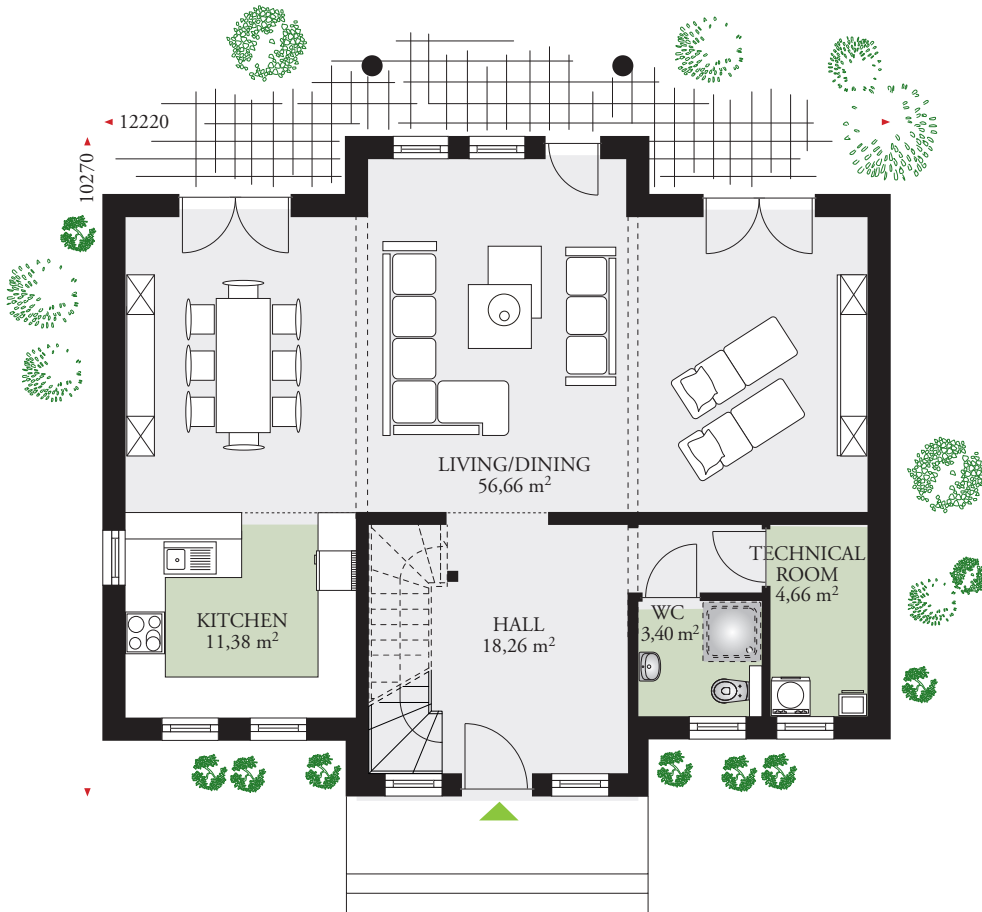 12220
10270
LIVING/DINING
56,66 m²
TECHNICAL
ROOM
4,66 m²
KITCHEN
11,38 m²
HALL
18,26 m²
WC
3,40 m²